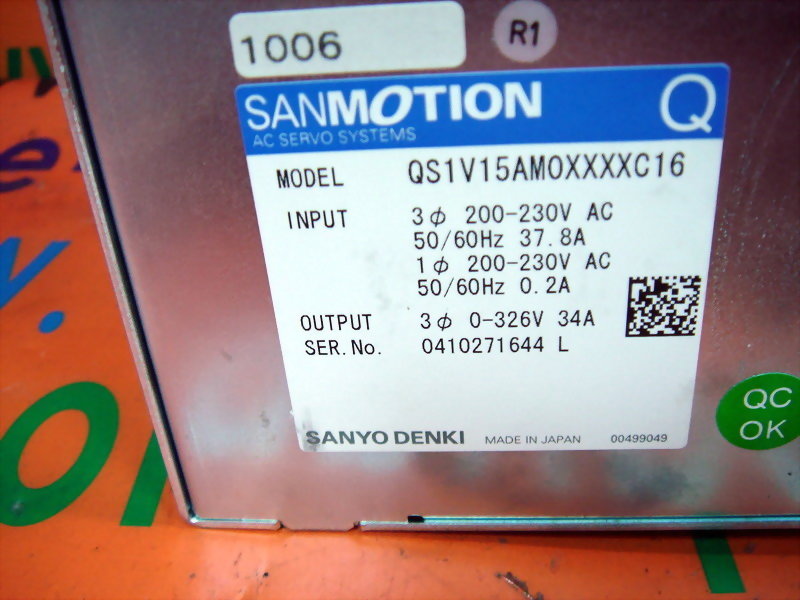 1006
R1
SANMOTION Q
AC SERVO SYSTEMS
MODEL QS1V15AM0XXXXC16
INPUT 3ϕ 200-230V AC
50/60Hz 37.8A
1ϕ 200-230V AC
50/60Hz 0.2A
OUTPUT 3ϕ 0-326V 34A
SER.No. 0410271644 L
QC
OK
SANYO DENKI MADE IN JAPAN 00499049